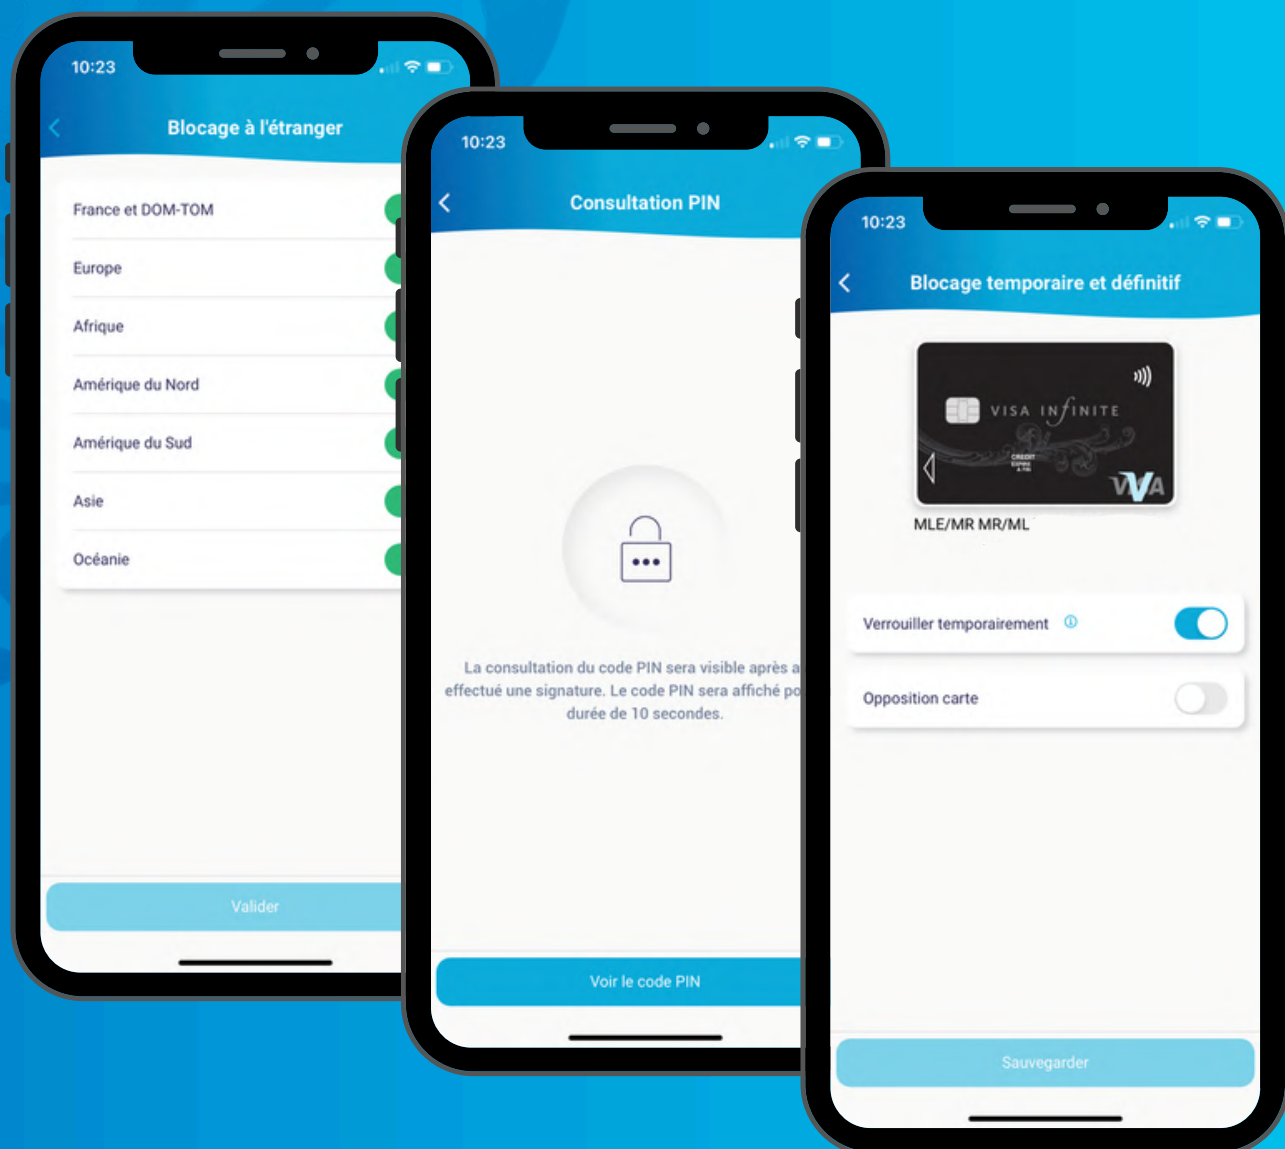 10:23
Blocage à l'étranger
France et DOM-TOM
Europe
Afrique
Amérique du Nord
Amérique du Sud
Asie
Océanie
Valider
10:23
Consultation PIN
La consultation du code PIN sera visible après
effectué une signature. Le code PIN sera affiché
durée de 10 secondes.
Voir le code PIN
10:23
Blocage temporaire et définitif
VISA INFINITE
CREDIT
VISA
MLE/MR MR/ML
Verrouiller temporairement
Opposition carte
Sauvegarder